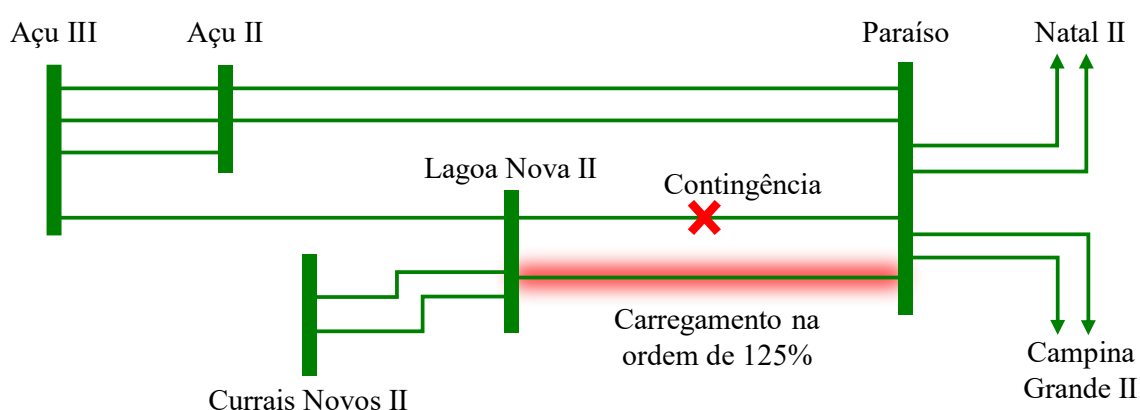 Açu III
Açu II
Paraíso
Natal II
Lagoa Nova II
Contingência
Carregamento na
ordem de 125%
Currais Novos II
Campina
Grande II